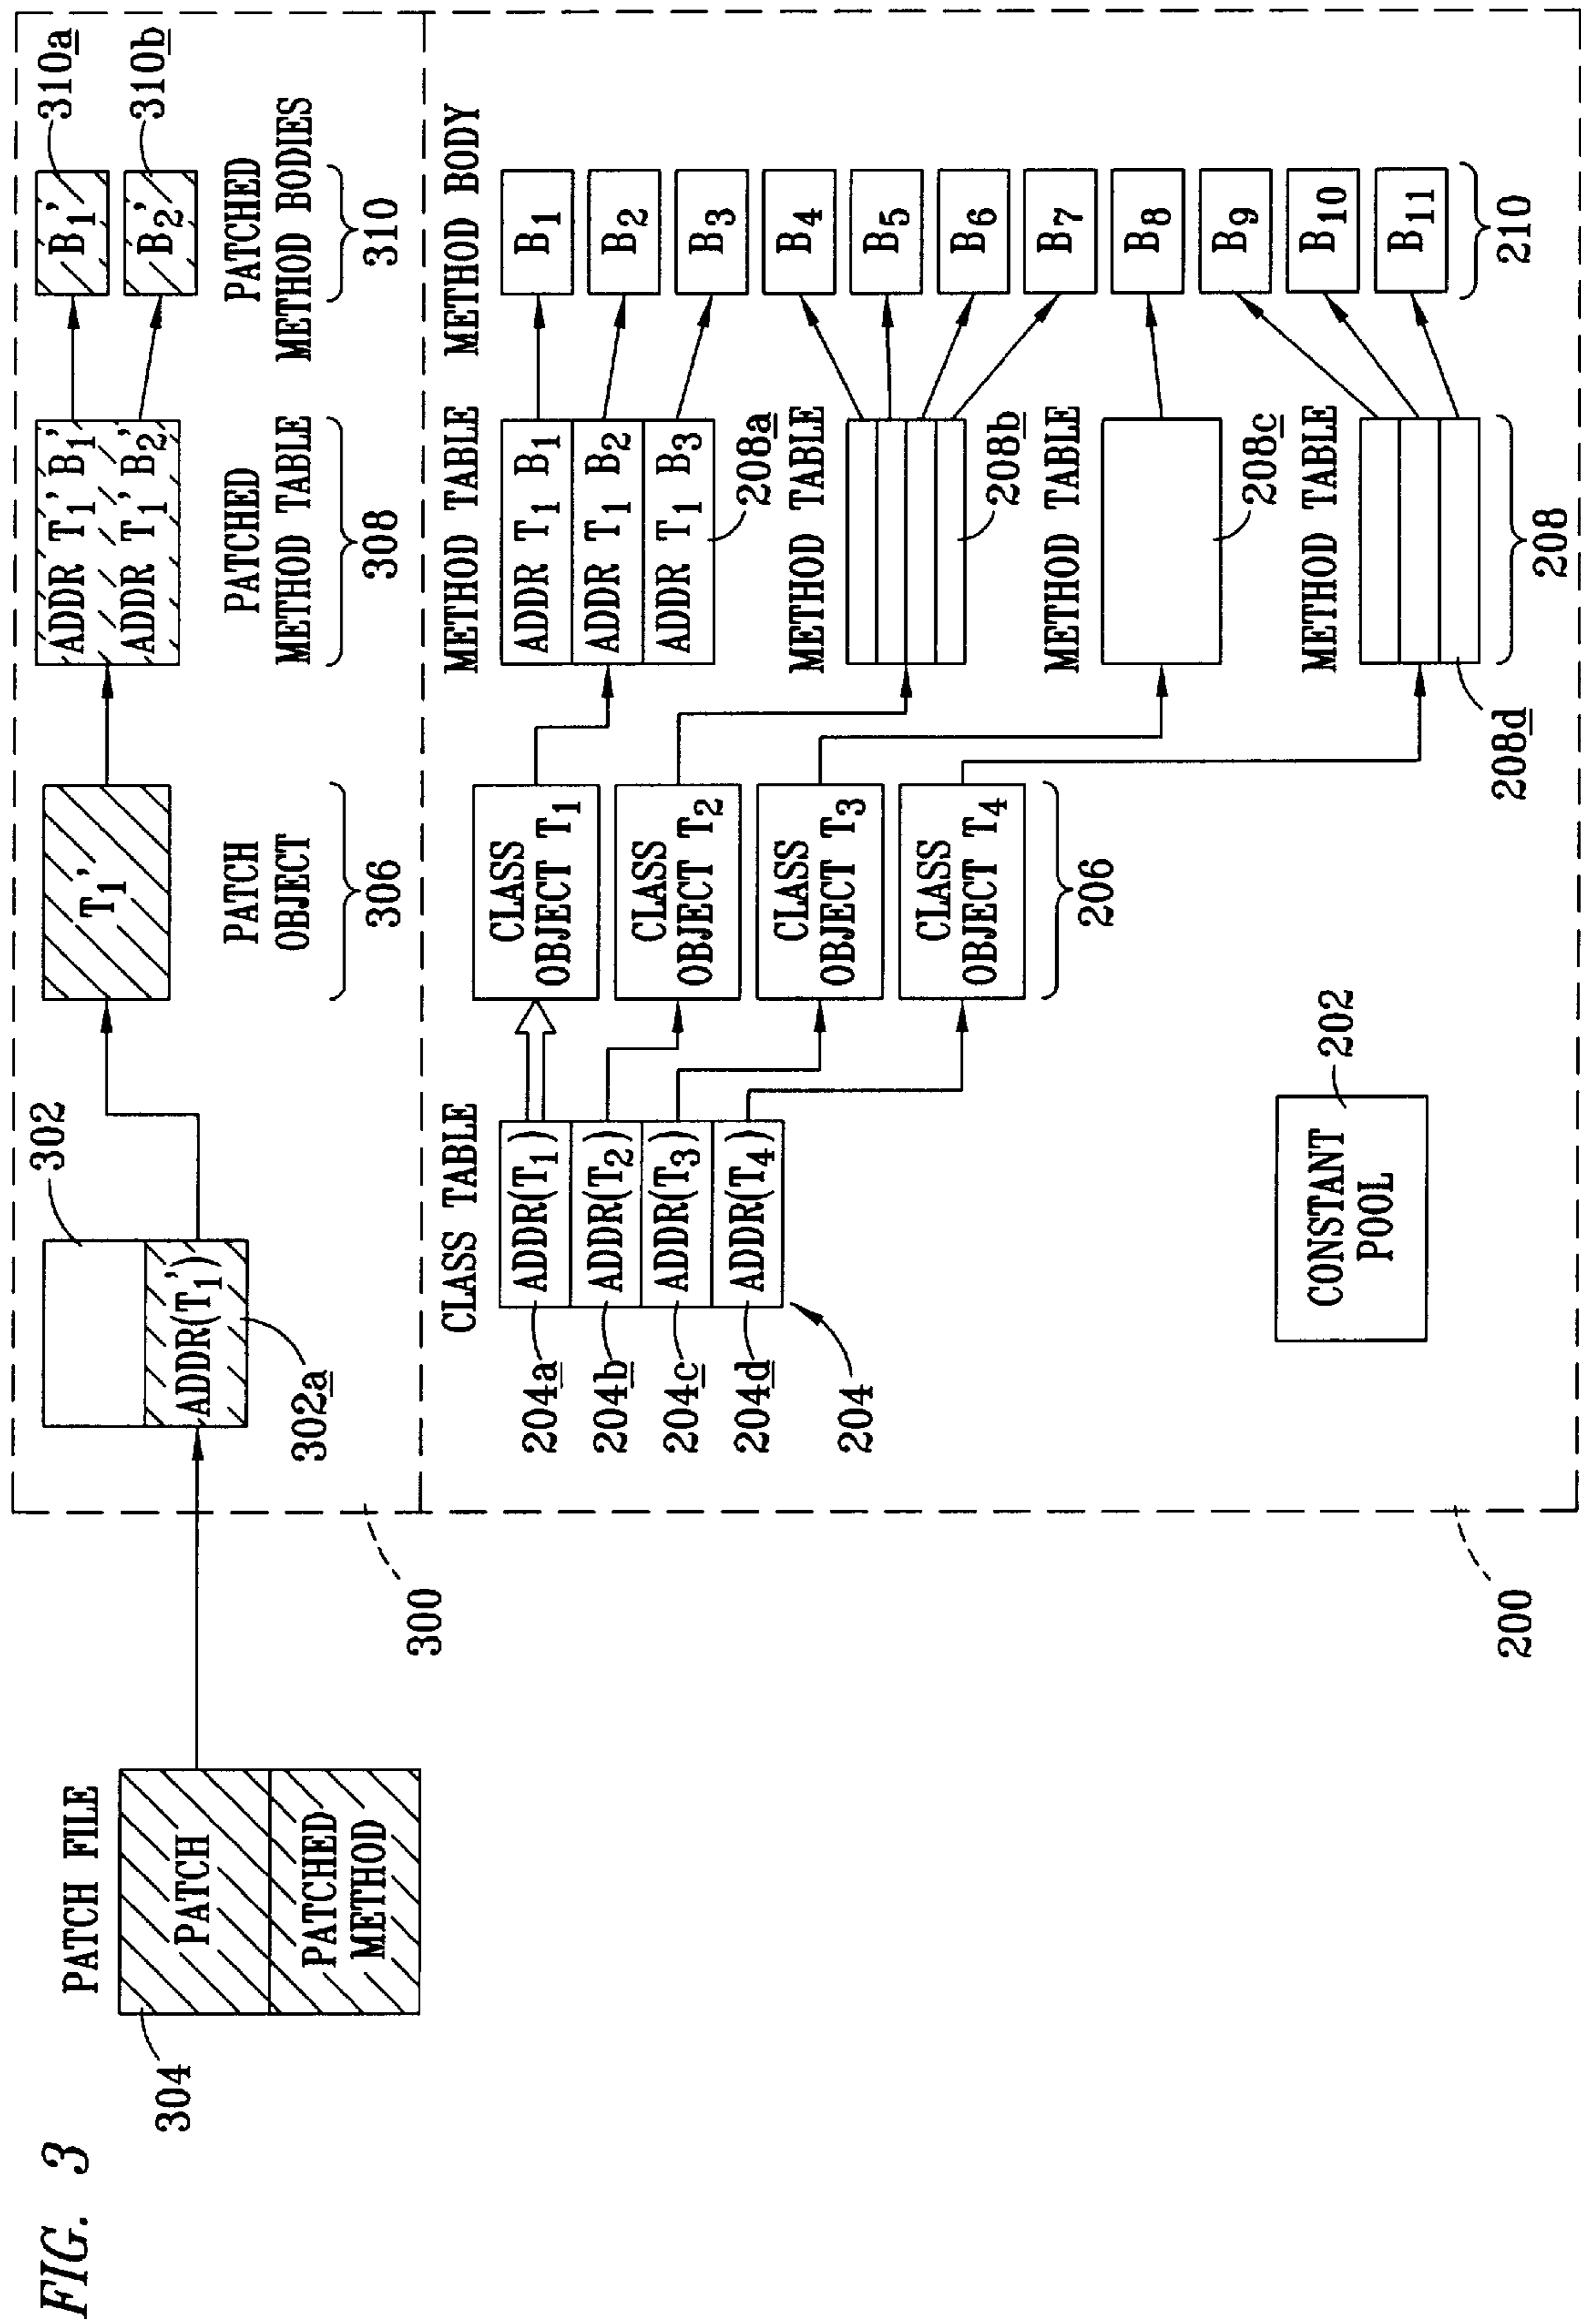 FIG. 3
PATCH FILE
304
PATCH
PATCHED
METHOD
302
ADDR(T1')
302a
T1'
PATCH
OBJECT
306
ADDR T1' B1'
ADDR T1' B2'
PATCHED
METHOD TABLE
308
B1'
B2'
310a
310b
PATCHED
METHOD BODIES
310
300
CLASS TABLE
204a
204b
204c
204d
204
ADDR(T1)
ADDR(T2)
ADDR(T3)
ADDR(T4)
CLASS
OBJECT T1
CLASS
OBJECT T2
CLASS
OBJECT T3
CLASS
OBJECT T4
206
METHOD TABLE
ADDR T1 B1
ADDR T1 B2
ADDR T1 B3
208a
METHOD TABLE
208b
METHOD TABLE
208c
METHOD TABLE
208d
208
METHOD BODY
B1
B2
B3
B4
B5
B6
B7
B8
B9
B10
B11
210
CONSTANT
POOL
202
200